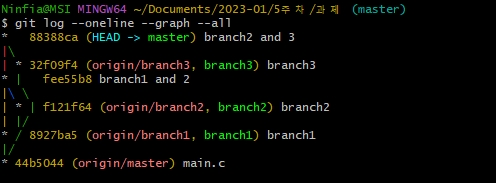 Ninfia@MSI MINGW64 ~/Documents/2023-01/5주 차 /과 제  (master)
$ git log --oneline --graph --all
*   88388ca (HEAD -> master) branch2 and 3
|\
| * 32f09f4 (origin/branch3, branch3) branch3
* |   fee55b8 branch1 and 2
|\ \
| * | f121f64 (origin/branch2, branch2) branch2
| |/
* / 8927ba5 (origin/branch1, branch1) branch1
|/
* 44b5044 (origin/master) main.c